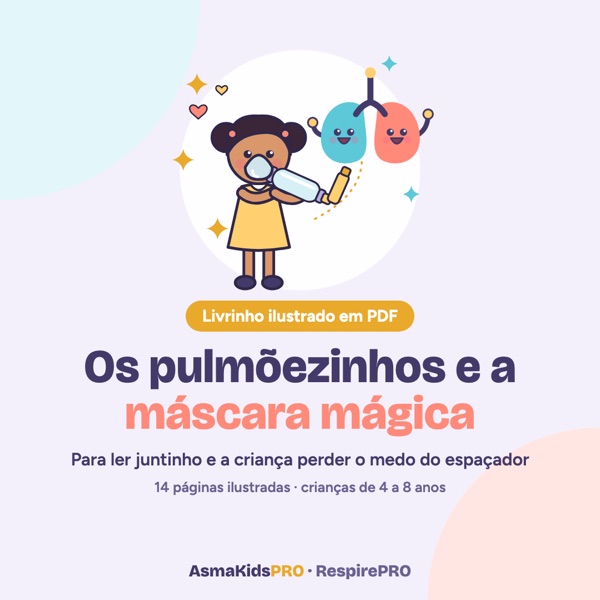 Livrinho ilustrado em PDF
Os pulmõezinhos e a
máscara mágica
Para ler juntinho e a criança perder o medo do espaçador
14 páginas ilustradas · crianças de 4 a 8 anos
AsmaKidsPRO · RespirePRO